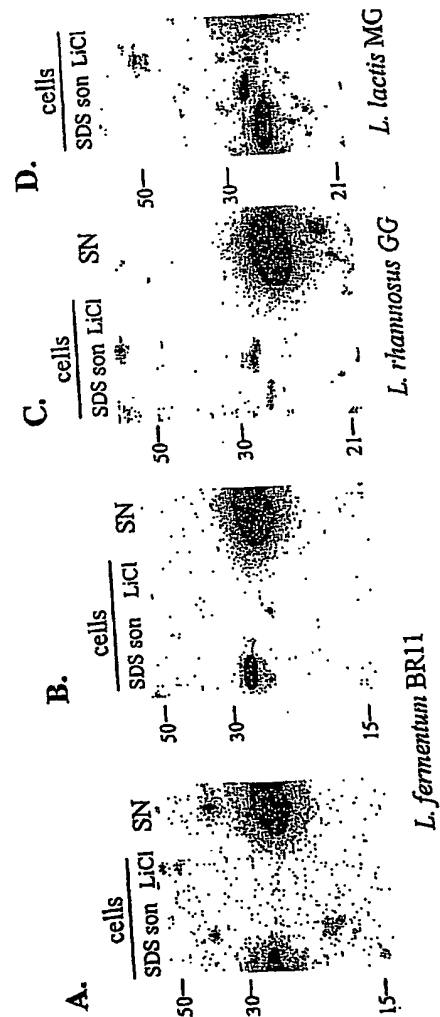 A.
cells
SDS son LiCl SN
50—
30—
15—
B.
cells
SDS son LiCl SN
50—
30—
15—
L. fermentum BR11
C.
cells
SDS son LiCl SN
50—
30—
21—
L. rhamnosus GG
D.
cells
SDS son LiCl
50—
30—
21—
L. lactis MG